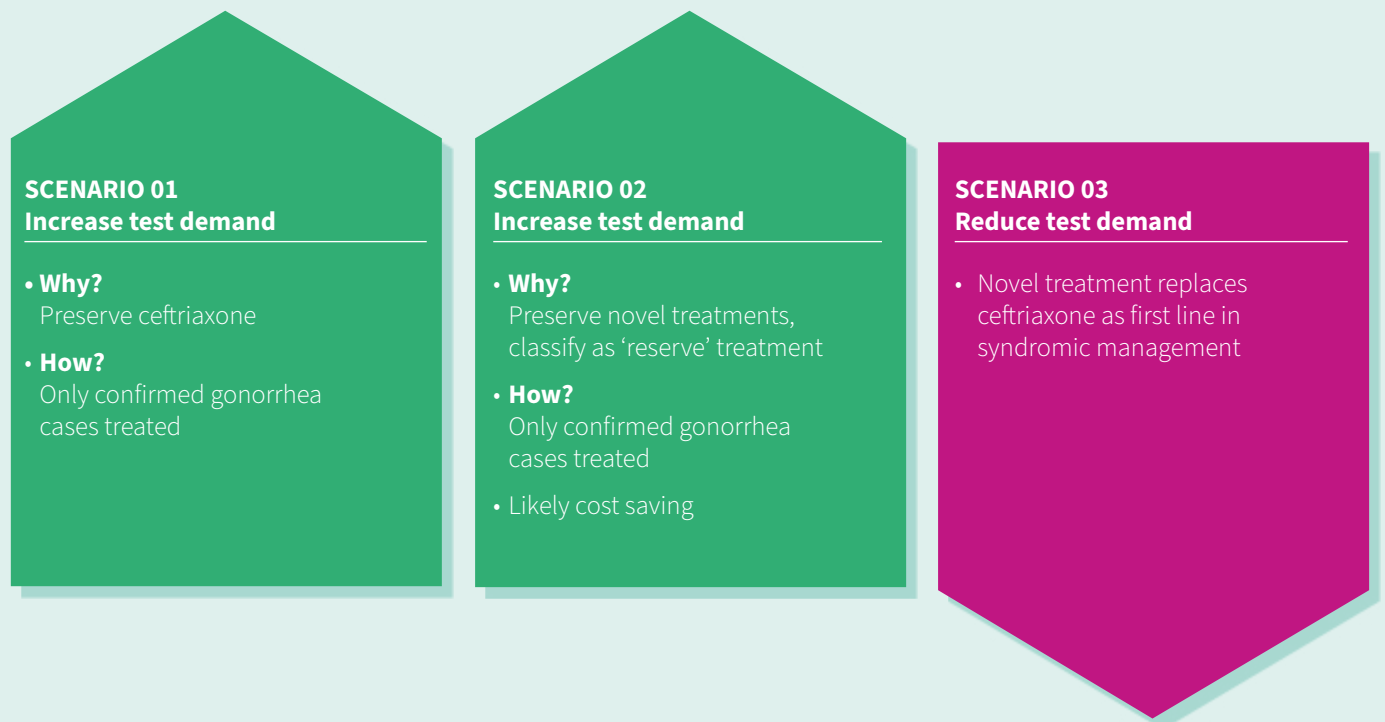 SCENARIO 01
Increase test demand
• Why?
Preserve ceftriaxone
• How?
Only confirmed gonorrhea
cases treated
SCENARIO 02
Increase test demand
• Why?
Preserve novel treatments,
classify as ‘reserve’ treatment
• How?
Only confirmed gonorrhea
cases treated
• Likely cost saving
SCENARIO 03
Reduce test demand
• Novel treatment replaces
ceftriaxone as first line in
syndromic management